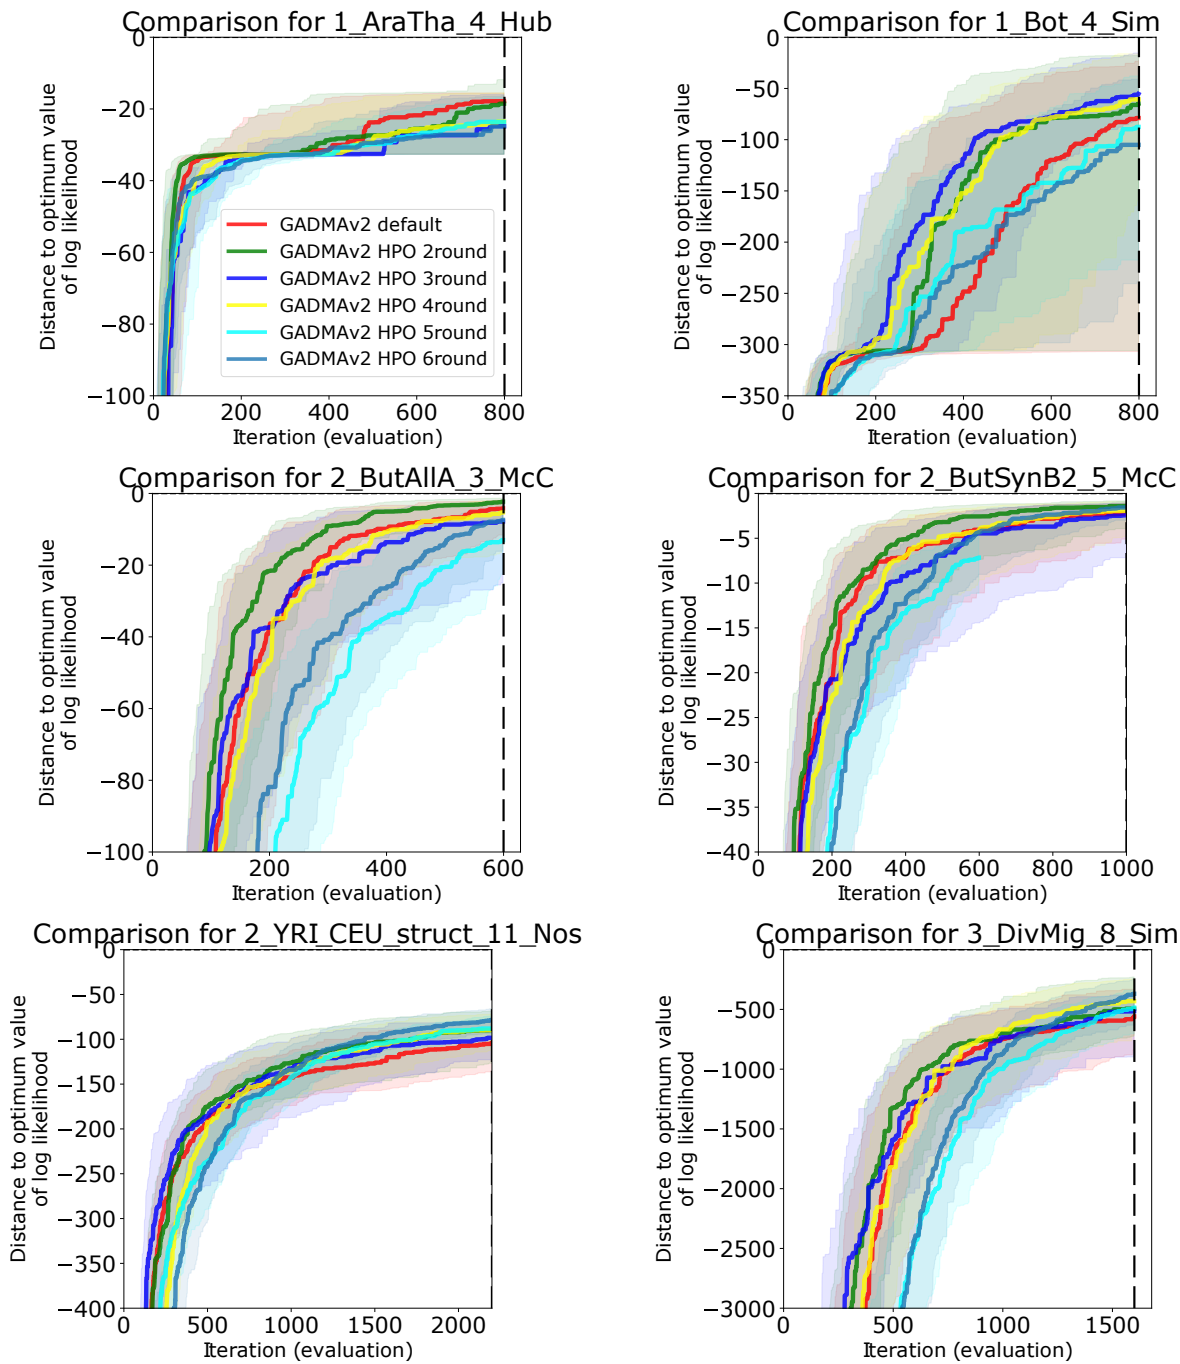 Comparison for 1_AraTha_4_Hub
Distance to optimum value
of log likelihood
0
−20
−40
−60
−80
−100
GADMAv2 default
GADMAv2 HPO 2round
GADMAv2 HPO 3round
GADMAv2 HPO 4round
GADMAv2 HPO 5round
GADMAv2 HPO 6round
0 200 400 600 800
Iteration (evaluation)
Comparison for 1_Bot_4_Sim
Distance to optimum value
of log likelihood
0
−50
−100
−150
−200
−250
−300
−350
0 200 400 600 800
Iteration (evaluation)
Comparison for 2_ButAllA_3_McC
Distance to optimum value
of log likelihood
0
−20
−40
−60
−80
−100
0 200 400 600
Iteration (evaluation)
Comparison for 2_ButSynB2_5_McC
Distance to optimum value
of log likelihood
0
−5
−10
−15
−20
−25
−30
−35
−40
0 200 400 600 800 1000
Iteration (evaluation)
Comparison for 2_YRI_CEU_struct_11_Nos
Distance to optimum value
of log likelihood
0
−50
−100
−150
−200
−250
−300
−350
−400
0 500 1000 1500 2000
Iteration (evaluation)
Comparison for 3_DivMig_8_Sim
Distance to optimum value
of log likelihood
0
−500
−1000
−1500
−2000
−2500
−3000
0 500 1000 1500
Iteration (evaluation)